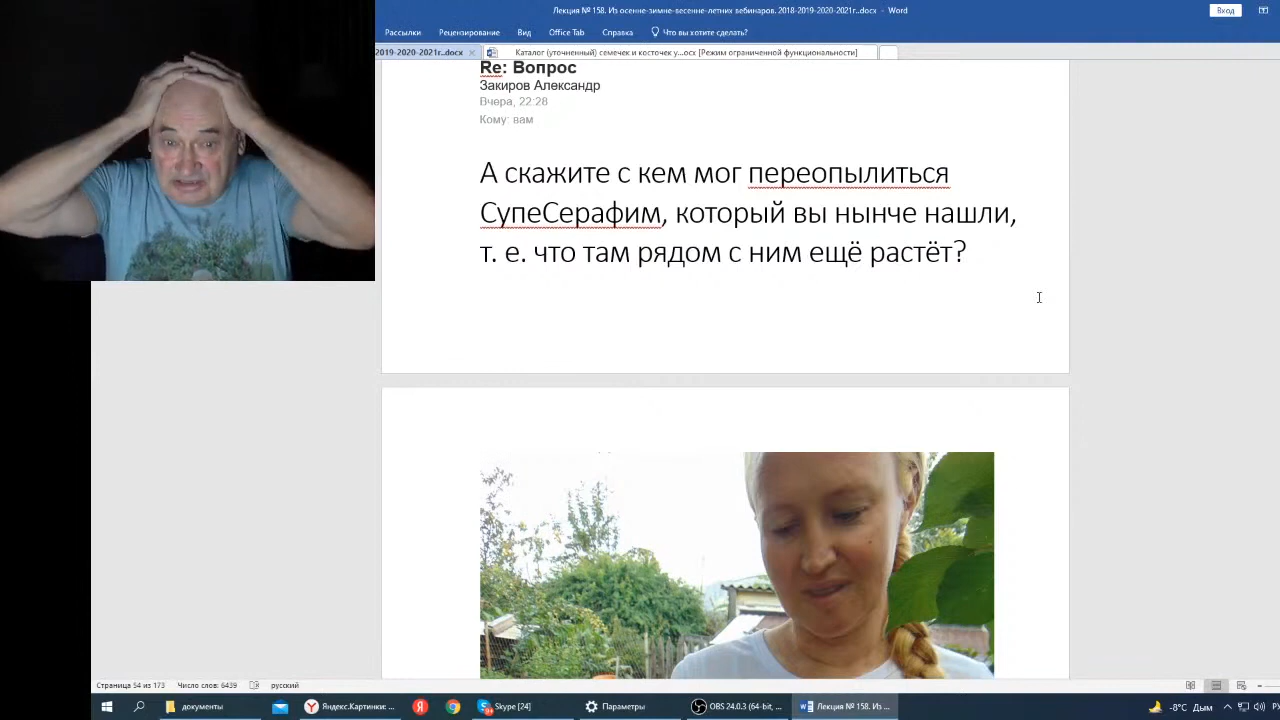 Лекция № 158. Из осенне-зимне-весенне-летних вебинаров. 2018-2019-2020-2021г..docx - Word
Вход
Рассылки Рецензирование Вид Office Tab Справка Что вы хотите сделать?
2019-2020-2021г..docx Каталог (уточненный) семечек и косточек у...осх [Режим ограниченной функциональности]
Re: Вопрос
Закиров Александр
Вчера, 22:28
Кому: вам
А скажите с кем мог переопылиться
СупеСерафим, который вы нынче нашли,
т. е. что там рядом с ним ещё растёт?
Страница 54 из 173 Число слов: 6439 русский
документы Яндекс.Картинки: ... Skype [24] Параметры OBS 24.0.3 (64-bit, ... Лекция № 158. Из ... -8°C Дым